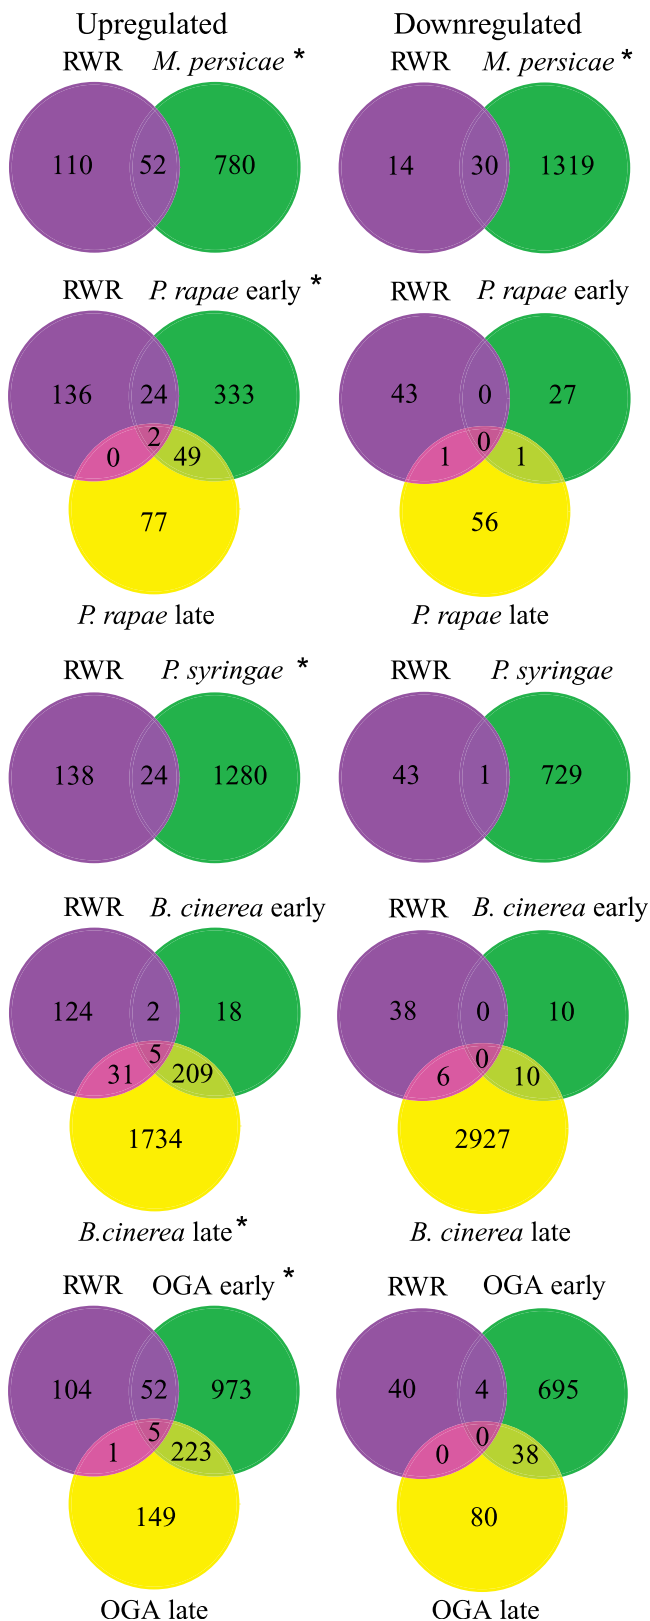 Upregulated Downregulated
RWR M. persicae * RWR M. persicae *
110 52 780 14 30 1319
RWR P. rapae early * RWR P. rapae early
136 24 333 43 0 27
2 0
0 49 1 1
77 56
P. rapae late P. rapae late
RWR P. syringae * RWR P. syringae
138 24 1280 43 1 729
RWR B. cinerea early RWR B. cinerea early
124 2 18 38 0 10
5 0
31 209 6 10
1734 2927
B.cinerea late* B. cinerea late
RWR OGA early * RWR OGA early
104 52 973 40 4 695
5 0
1 223 0 38
149 80
OGA late OGA late